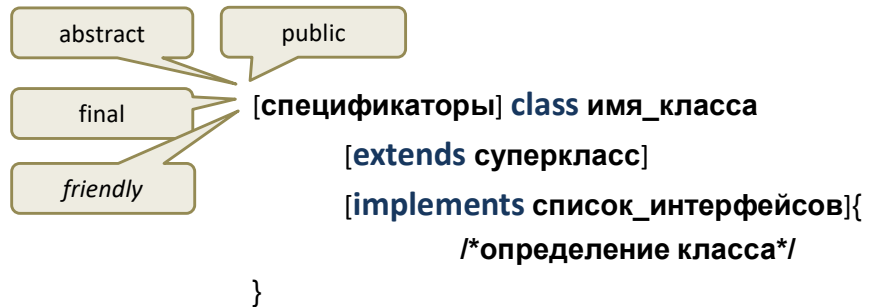 abstract
public
final
friendly
[спецификаторы] class имя_класса
[extends суперкласс]
[implements список_интерфейсов]{
/*определение класса*/
}